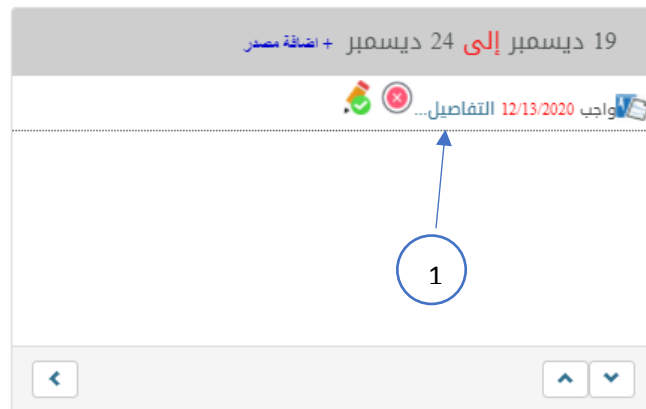 19 ديسمبر إلى 24 ديسمبر + اضافة مصدر
واجب 12/13/2020 التفاصيل...
1